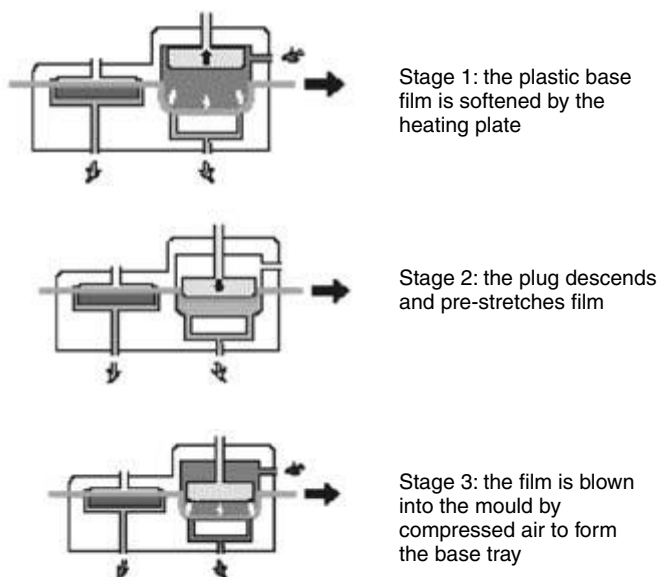 Stage 1: the plastic base
film is softened by the
heating plate
Stage 2: the plug descends
and pre-stretches film
Stage 3: the film is blown
into the mould by
compressed air to form
the base tray